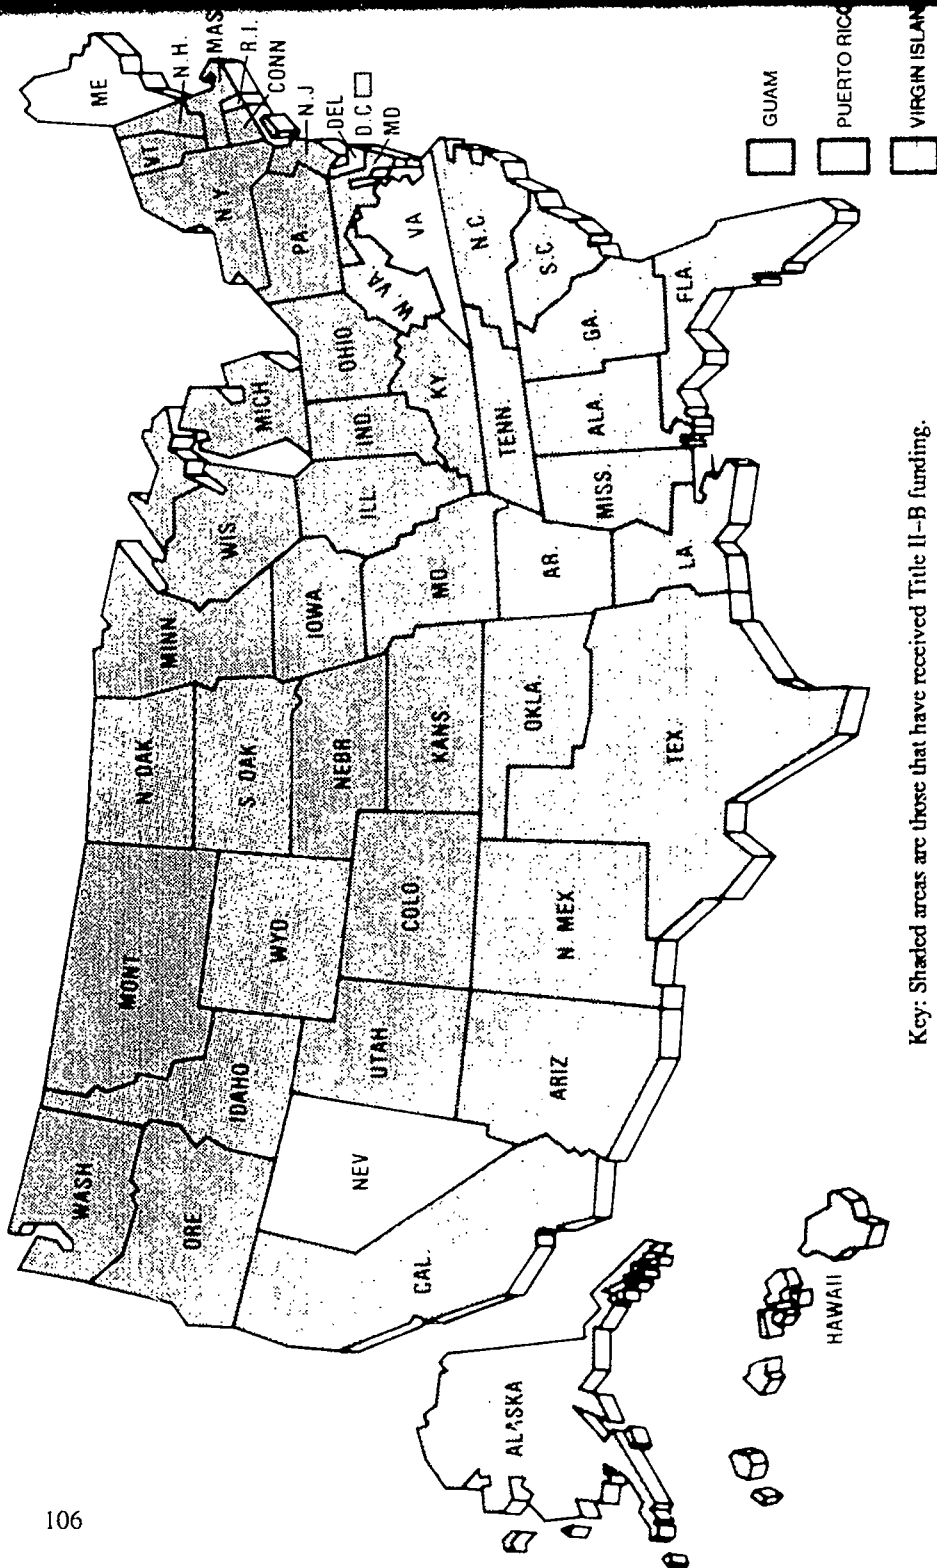 WASH
ORE
CAL.
NEV
IDAHO
MONT
WYO
UTAH
ARIZ
COLO
N MEX
N DAK
S DAK
NEBR
KANS
OKLA
TEX
MINN
IOWA
MO.
AR.
LA.
WIS.
ILL.
MICH.
IND.
OHIO
KY.
TENN.
MISS.
ALA.
GA.
FLA.
S.C.
N.C.
VA
W. VA.
PA.
N.Y.
VT.
ME
N.H.
MAS
R.I.
CONN
N.J
DEL
D.C
MD
ALASKA
HAWAII
GUAM
PUERTO RICO
VIRGIN ISLAN
Key: Shaded areas are those that have received Title II-B funding.
106